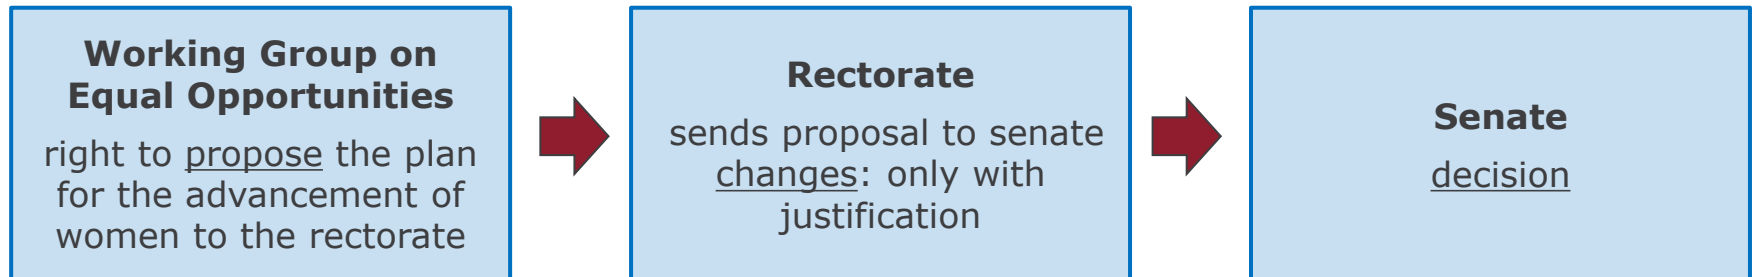 Working Group on
Equal Opportunities
right to propose the plan
for the advancement of
women to the rectorate
Rectorate
sends proposal to senate
changes: only with
justification
Senate
decision